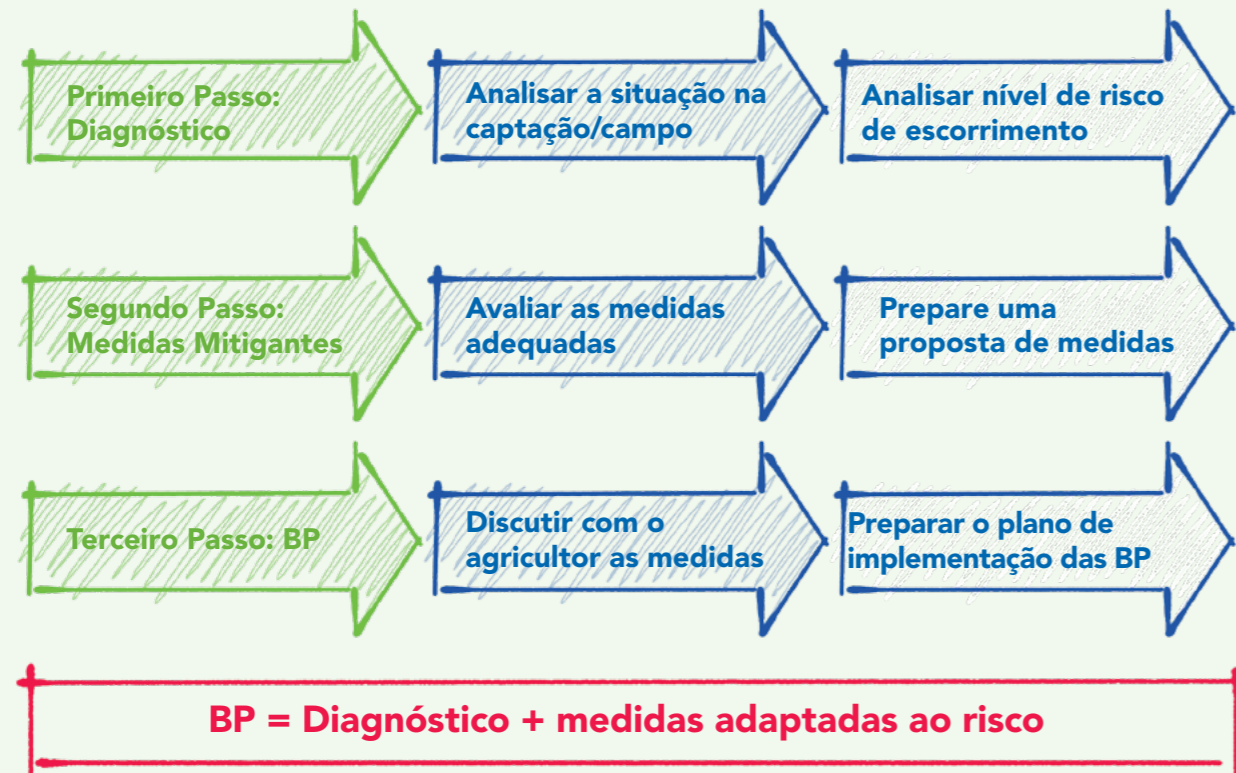 Primeiro Passo:
Diagnóstico
Analisar a situação na
captação/campo
Analisar nível de risco
de escorrimento
Segundo Passo:
Medidas Mitigantes
Avaliar as medidas
adequadas
Prepare uma
proposta de medidas
Terceiro Passo: BP
Discutir com o
agricultor as medidas
Preparar o plano de
implementação das BP
BP = Diagnóstico + medidas adaptadas ao risco